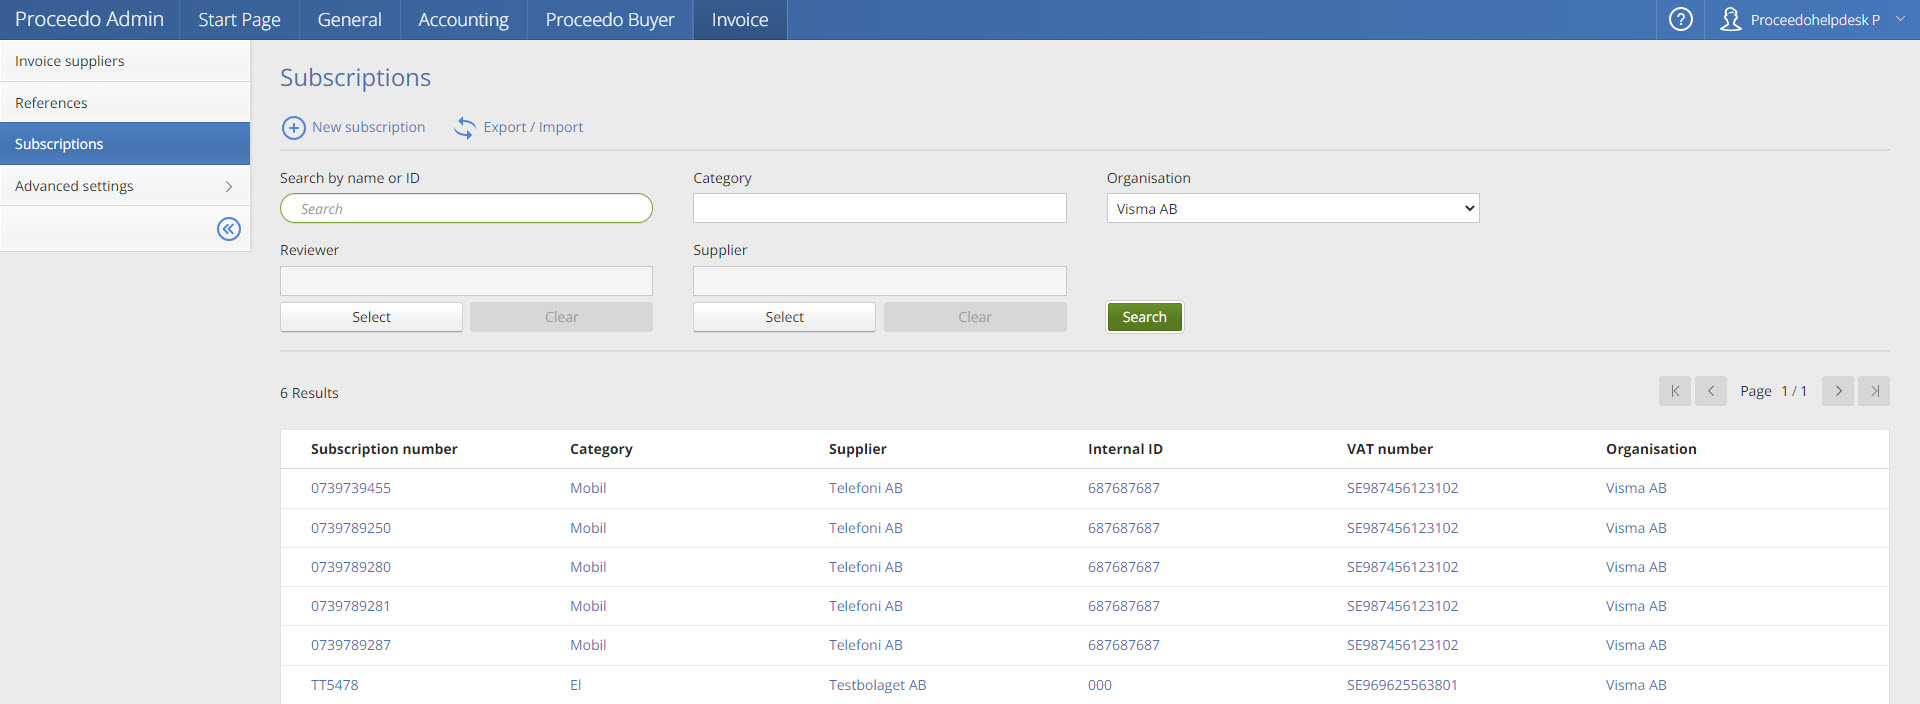 Proceedo Admin Start Page General Accounting Proceedo Buyer Invoice ? Proceedohelpdesk P
Invoice suppliers
References
Subscriptions
Advanced settings
Subscriptions
New subscription Export / Import
Search by name or ID Category Organisation
Search Visma AB
Reviewer Supplier
Select Clear Select Clear Search
6 Results Page 1 / 1
Subscription number Category Supplier Internal ID VAT number Organisation
0739739455 Mobil Telefoni AB 687687687 SE987456123102 Visma AB
0739789250 Mobil Telefoni AB 687687687 SE987456123102 Visma AB
0739789280 Mobil Telefoni AB 687687687 SE987456123102 Visma AB
0739789281 Mobil Telefoni AB 687687687 SE987456123102 Visma AB
0739789287 Mobil Telefoni AB 687687687 SE987456123102 Visma AB
TT5478 El Testbolaget AB 000 SE969625563801 Visma AB